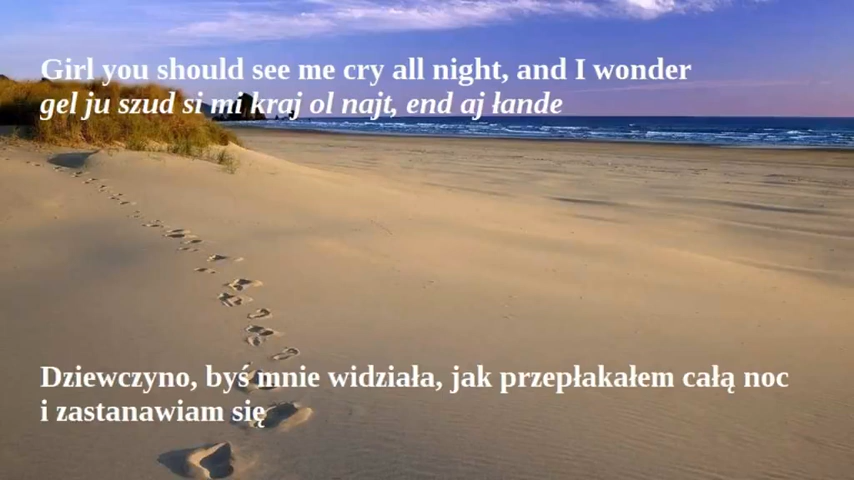 Girl you should see me cry all night, and I wonder
gel ju szud si mi kraj ol najt, end aj łande
Dziewczyno, byś mnie widziała, jak przepłakałem całą noc
i zastanawiam się